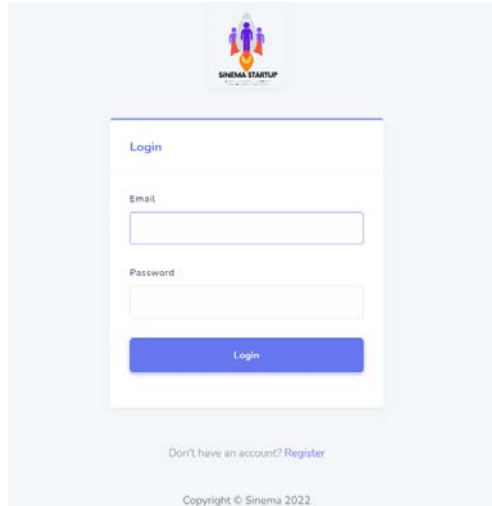 SINEMA STARTUP
Login
Email
Password
Login
Don't have an account? Register
Copyright © Sinema 2022